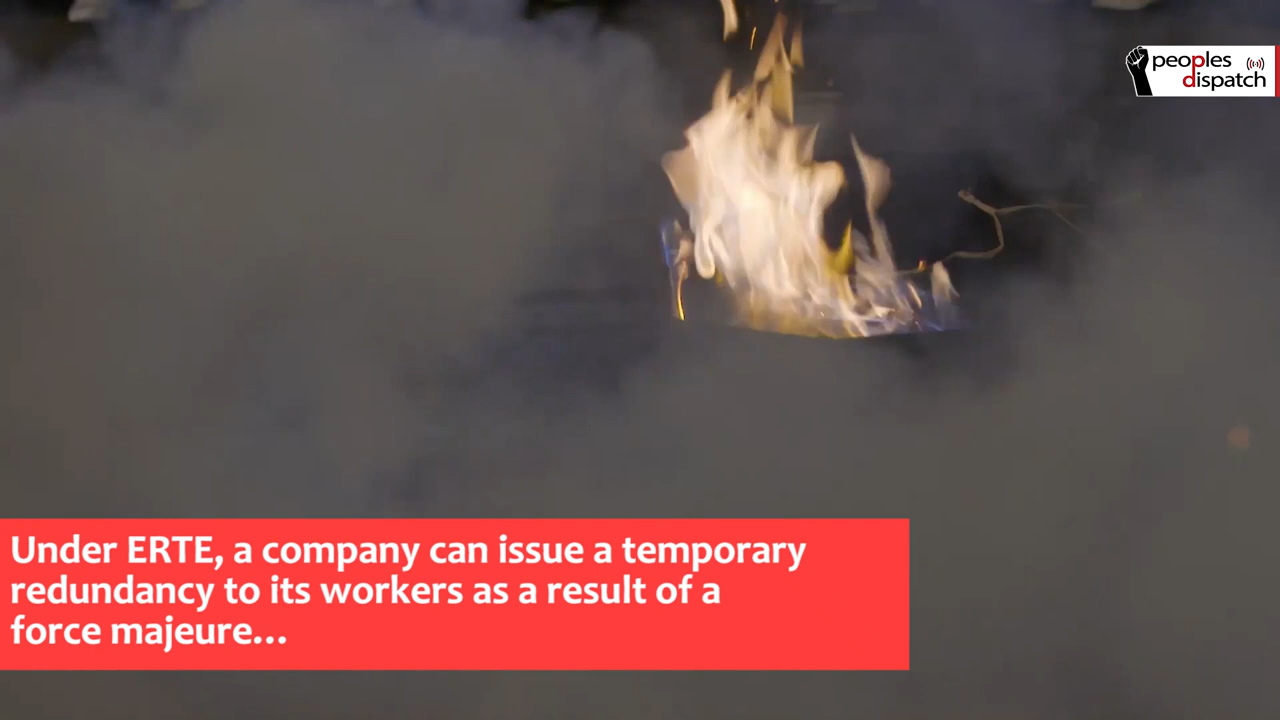 peoples
dispatch
Under ERTE, a company can issue a temporary
redundancy to its workers as a result of a
force majeure...